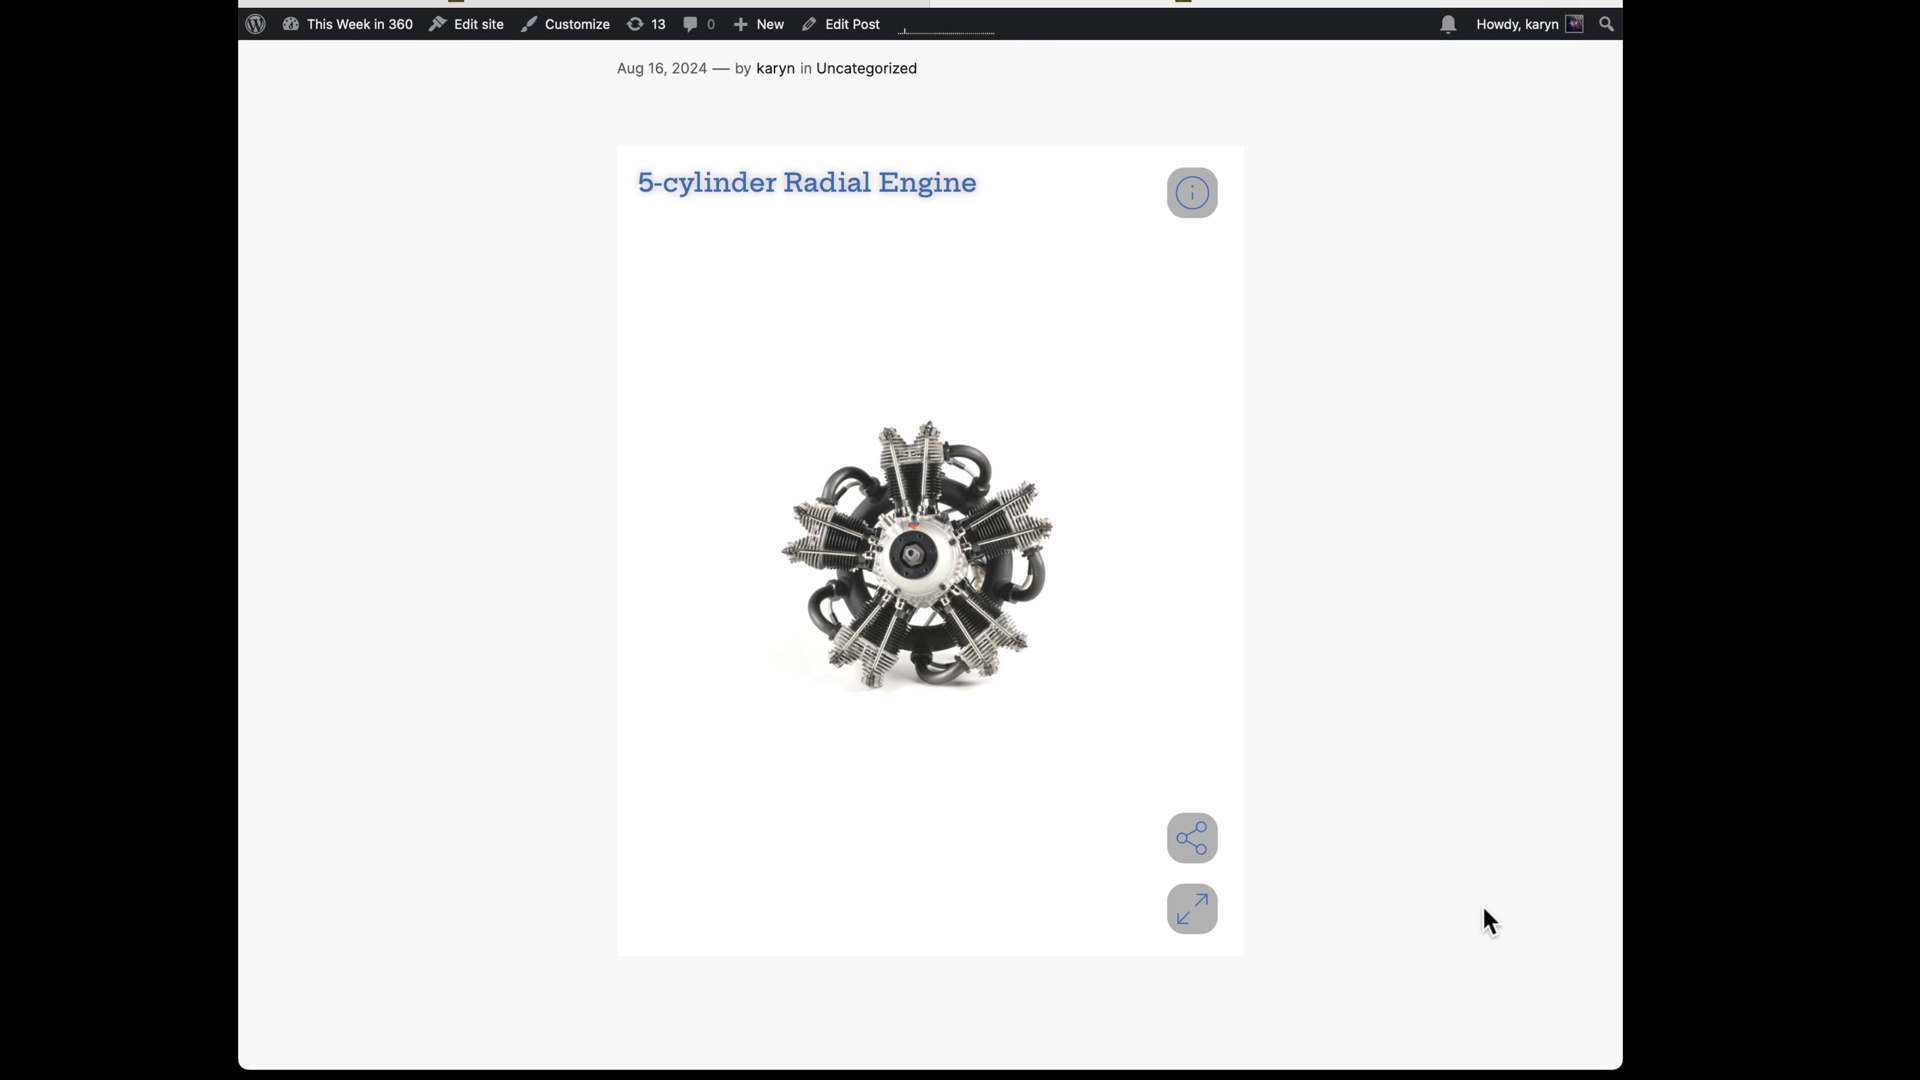 This Week in 360 Edit site Customize 13 0 New Edit Post Howdy, karyn
Aug 16, 2024 — by karyn in Uncategorized
5-cylinder Radial Engine